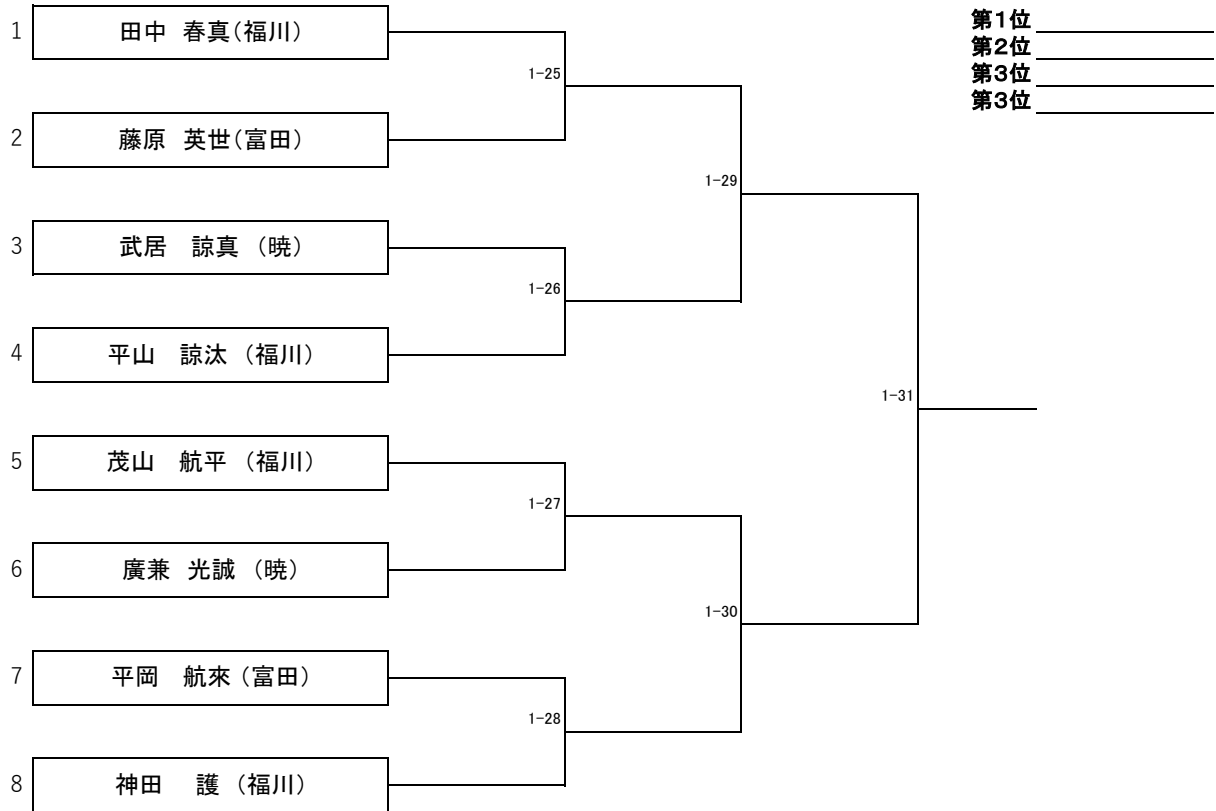 1 田中 春真(福川)
第1位
第2位
第3位
第3位
1-25
2 藤原 英世(富田)
1-29
3 武居 諒真 (暁)
1-26
4 平山 諒汰 (福川)
1-31
5 茂山 航平 (福川)
1-27
6 廣兼 光誠 (暁)
1-30
7 平岡 航來 (富田)
1-28
8 神田 護 (福川)